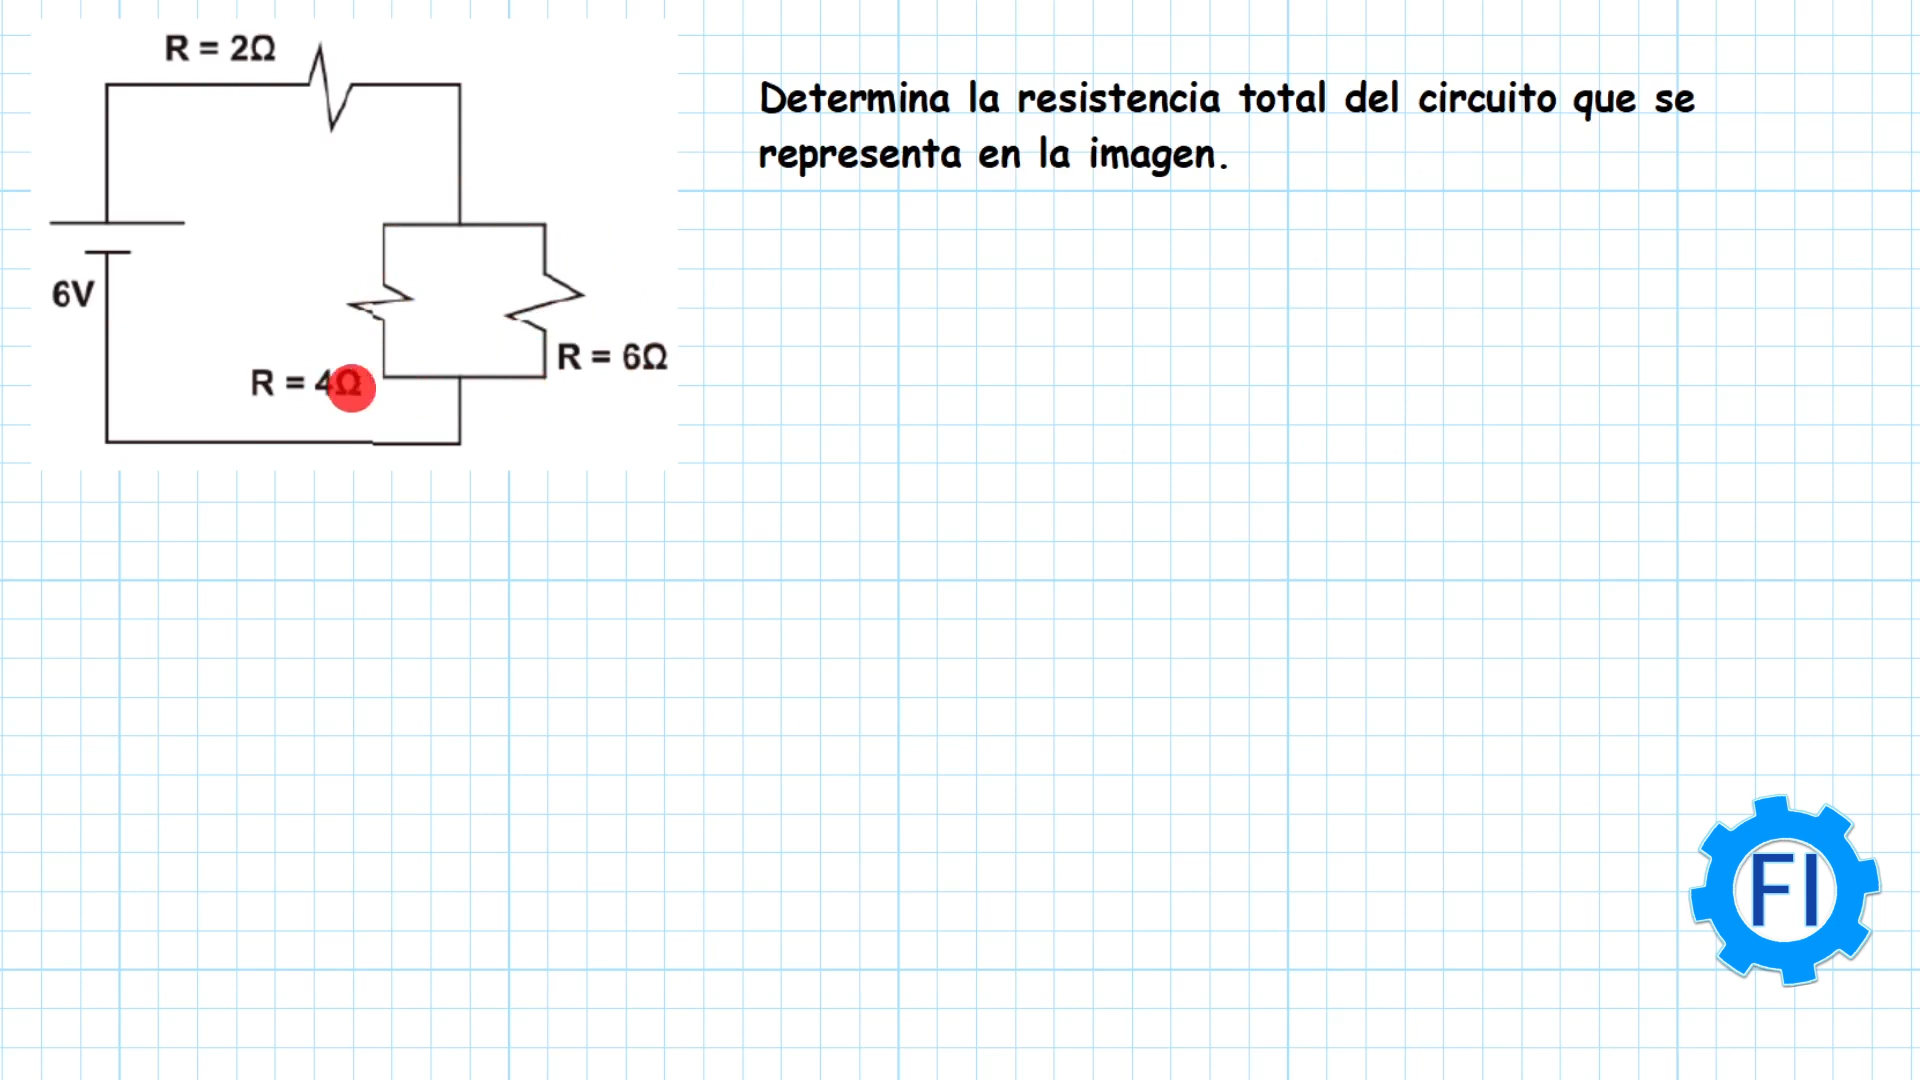 R = 2Ω
Determina la resistencia total del circuito que se
representa en la imagen.
6V
R = 6Ω
R = 4Ω
FI